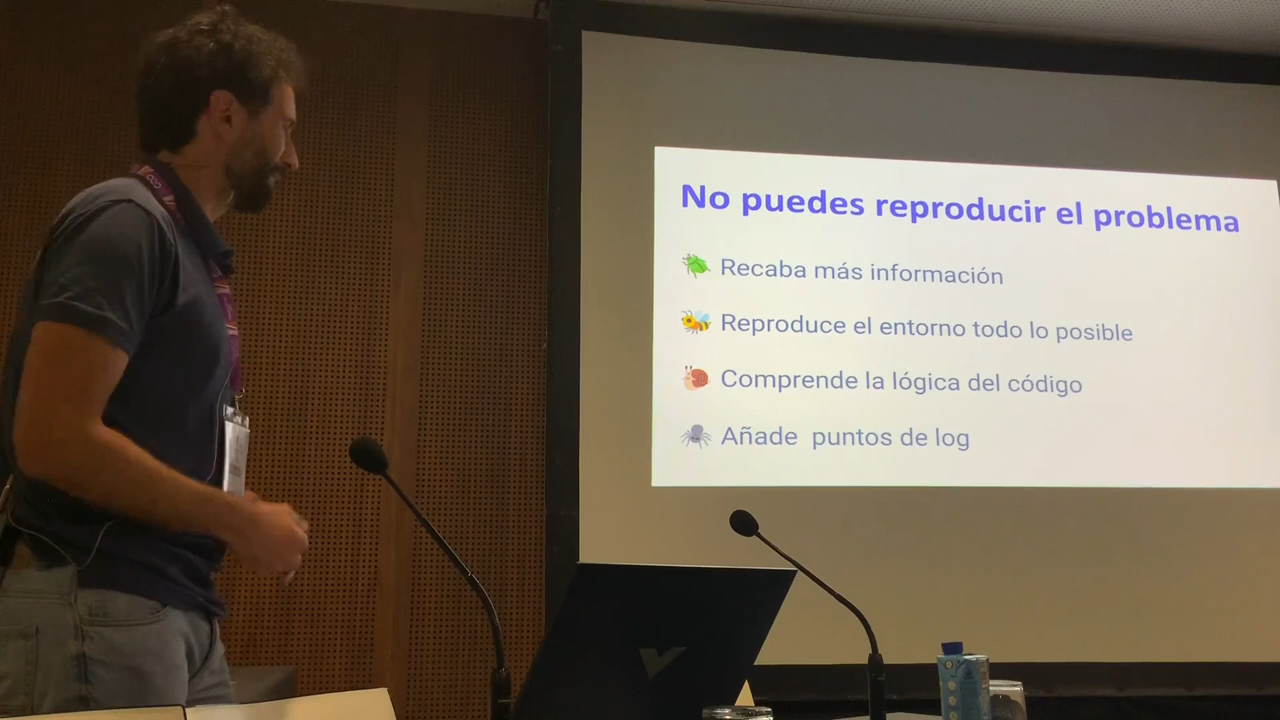 No puedes reproducir el problema
Recaba más información
Reproduce el entorno todo lo posible
Comprende la lógica del código
Añade  puntos de log